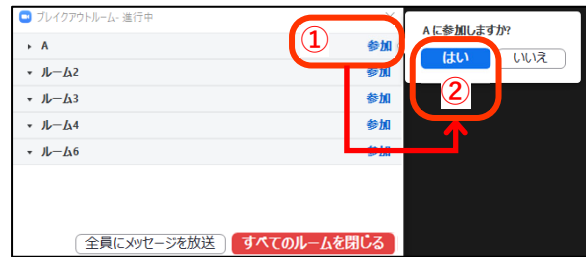 ブレイクアウトルーム - 進行中
A 参加
ルーム2 参加
ルーム3 参加
ルーム4 参加
ルーム6 参加
全員にメッセージを放送 すべてのルームを閉じる
①
Aに参加しますか?
はい いいえ
②